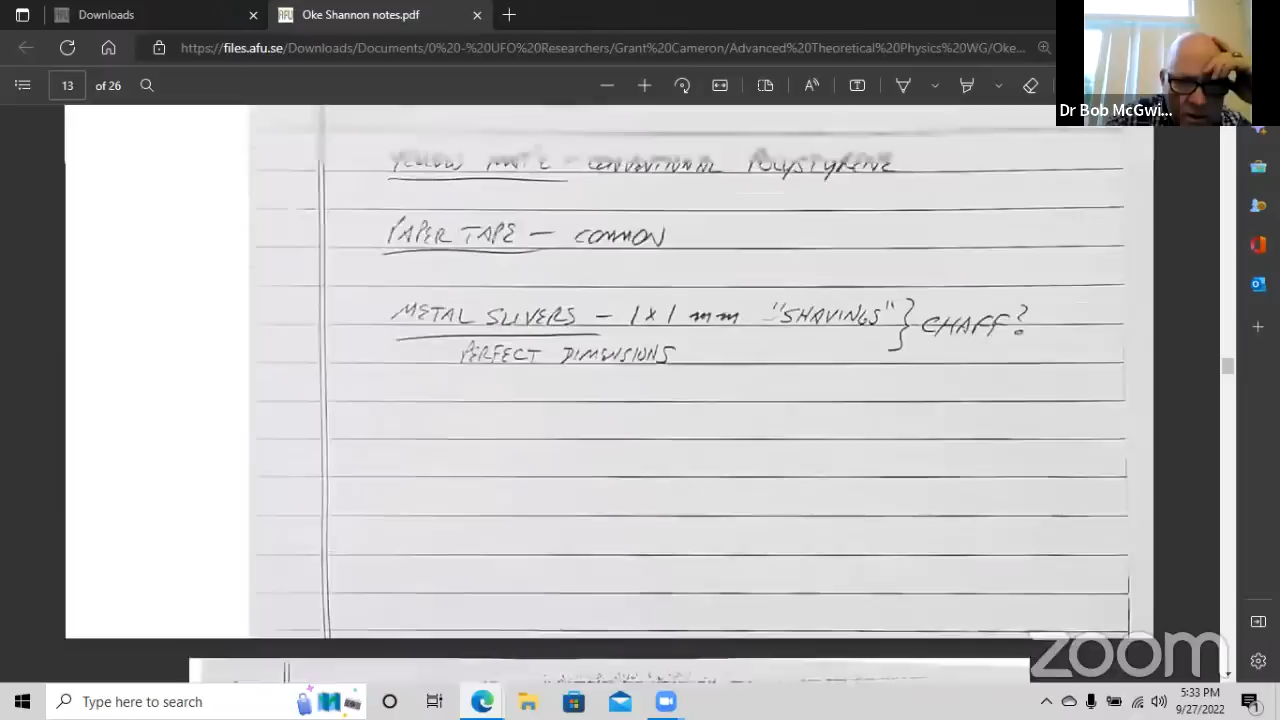 Downloads
Oke Shannon notes.pdf
https://files.afu.se/Downloads/Documents/0%20-%20UFO%20Researchers/Grant%20Cameron/Advanced%20Theoretical%20Physics%20WG/Oke...
13 of 26
Dr Bob McGwi...
CONVENTIONAL POLYSTYRENE
PAPER TAPE - COMMON
METAL SLIVERS - 1 x 1 mm "SHAVINGS" } CHAFF?
PERFECT DIMENSIONS
zoom
Type here to search
5:33 PM
9/27/2022